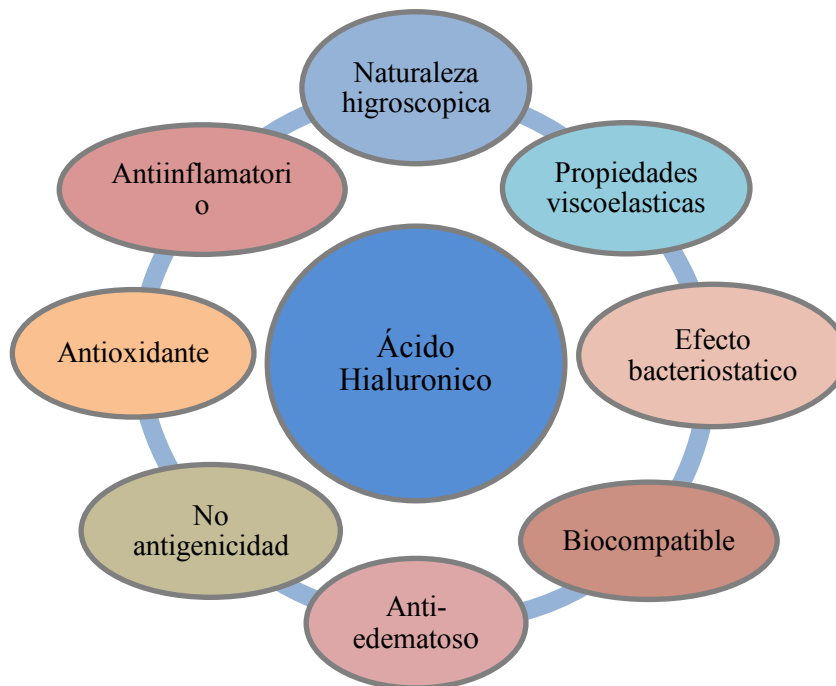 Naturaleza
higroscopica
Propiedades
viscoelasticas
Efecto
bacteriostatico
Biocompatible
Anti-
edematoso
No
antigenicidad
Antioxidante
Antiinflamatori
o
Ácido
Hialuronico